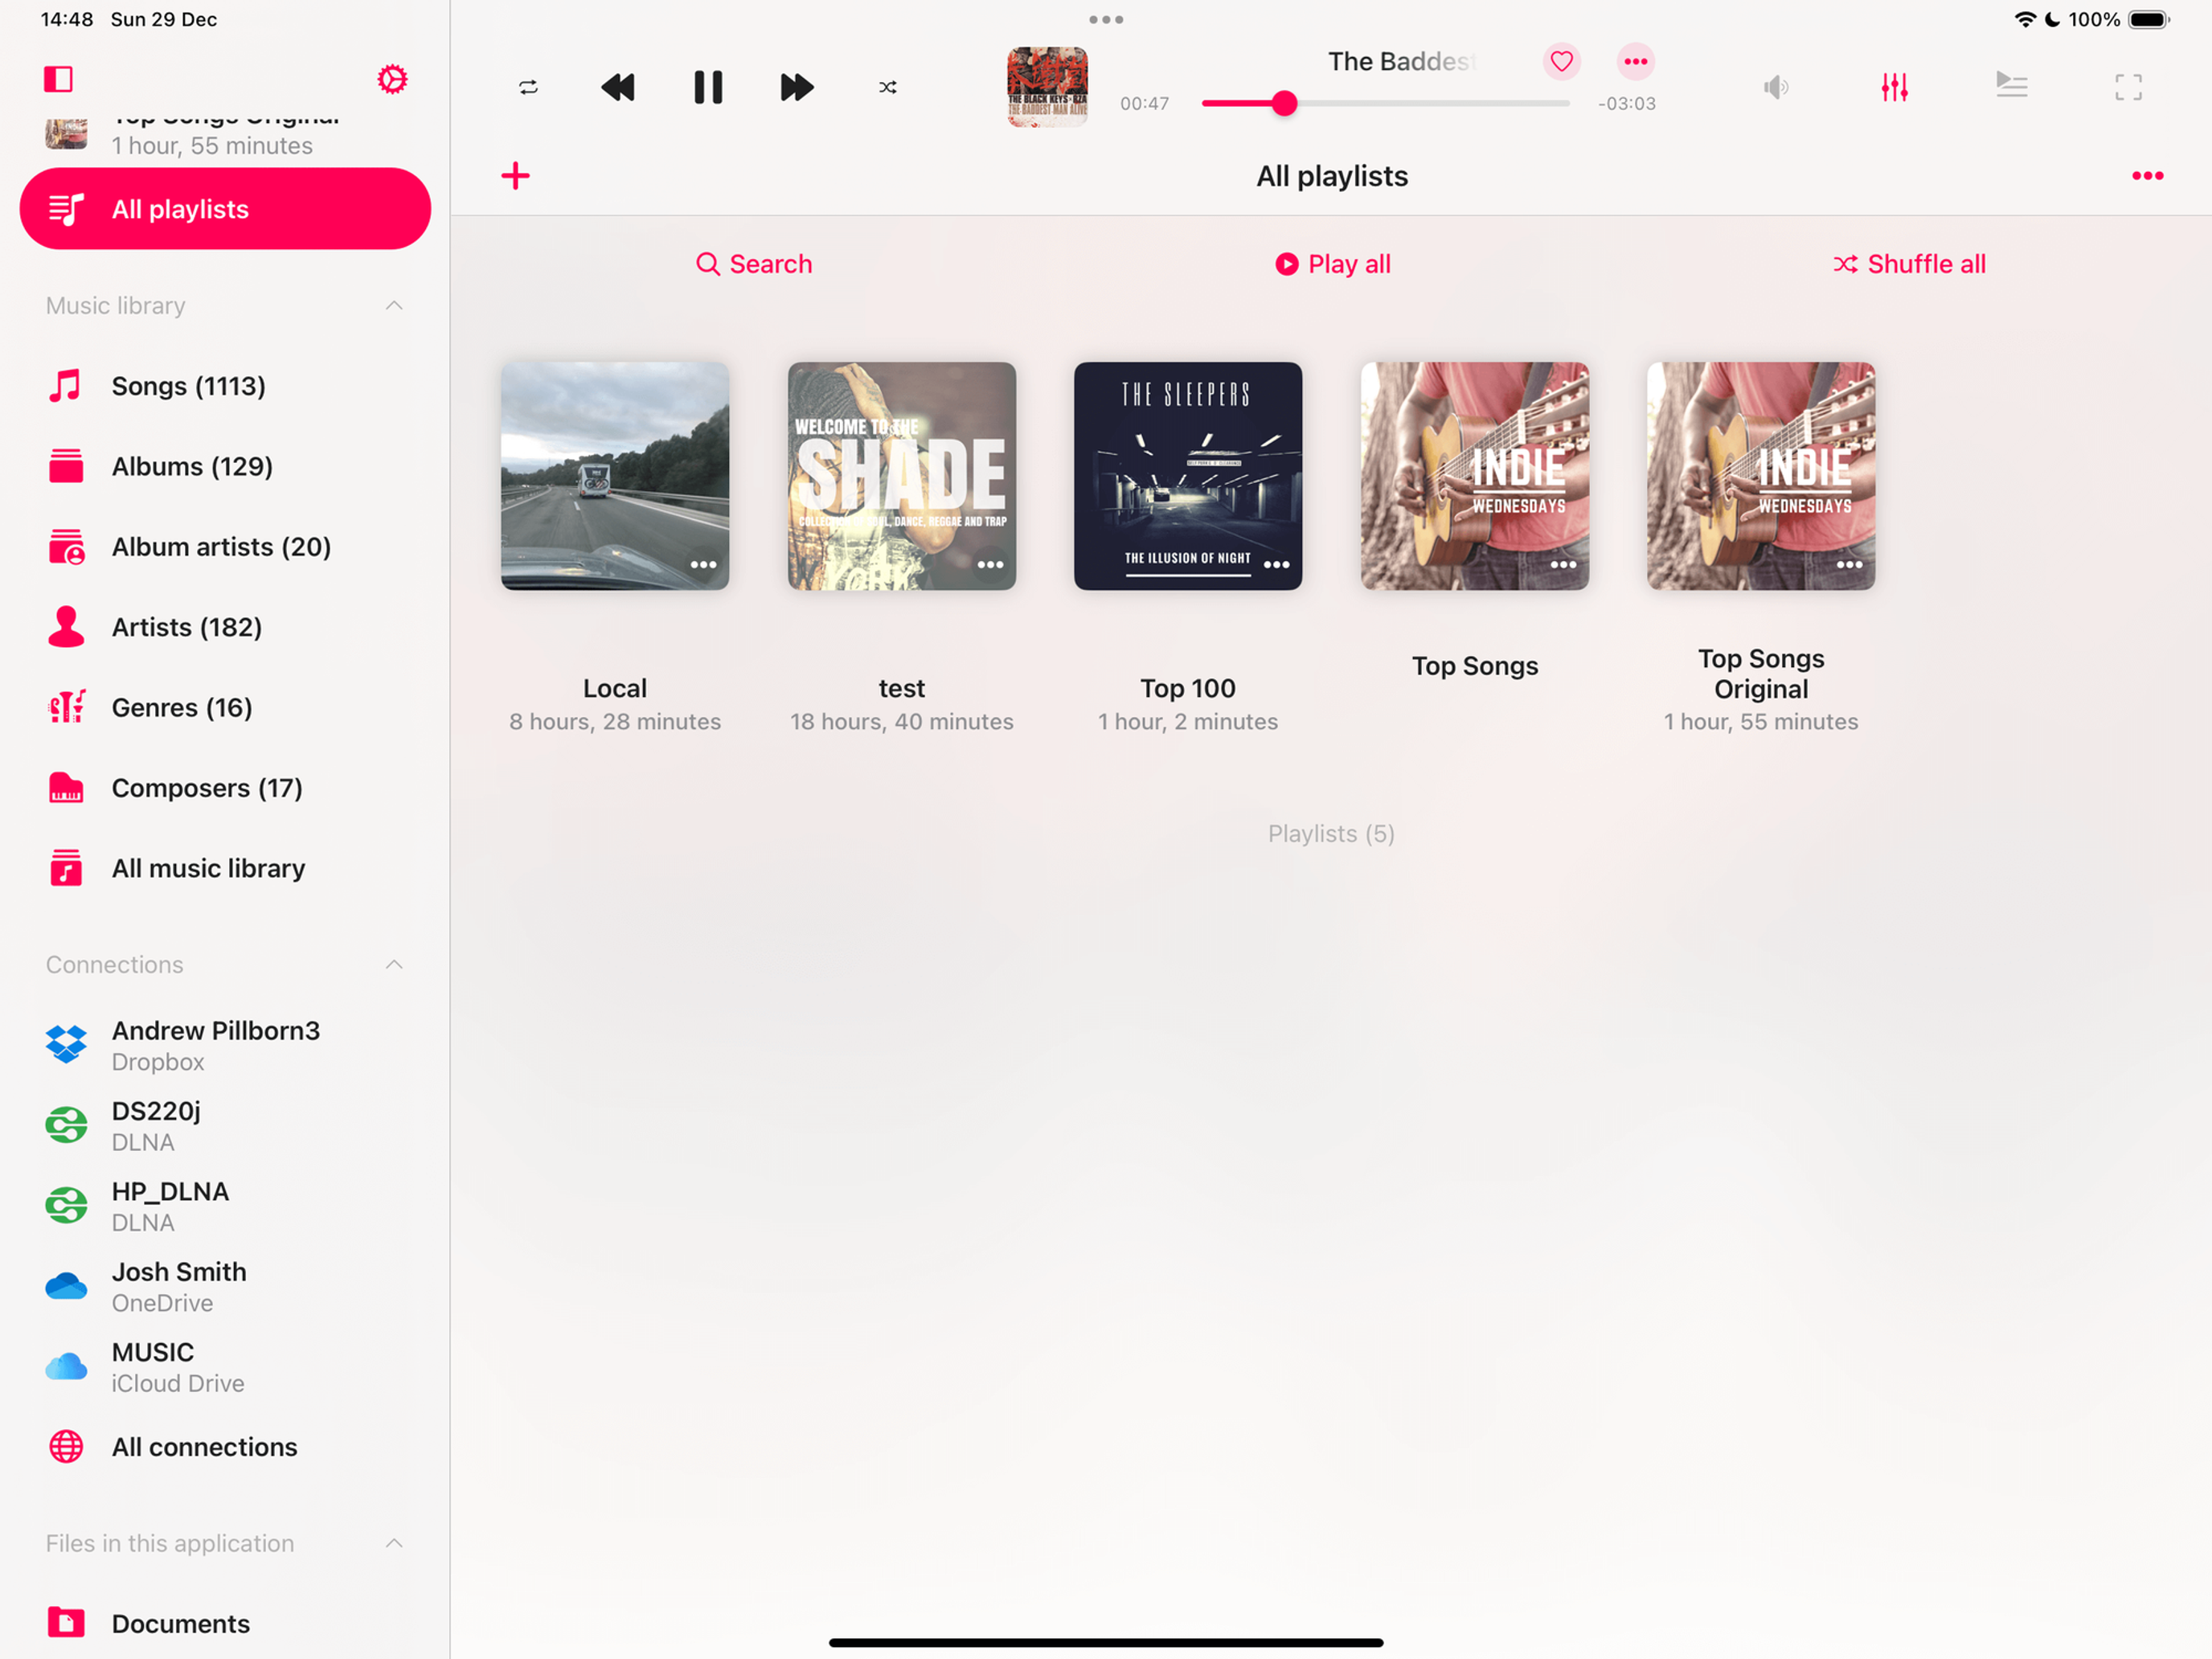 14:48 Sun 29 Dec
100%
Top Songs Original
1 hour, 55 minutes
All playlists
Music library
Songs (1113)
Albums (129)
Album artists (20)
Artists (182)
Genres (16)
Composers (17)
All music library
Connections
Andrew Pillborn3
Dropbox
DS220j
DLNA
HP_DLNA
DLNA
Josh Smith
OneDrive
MUSIC
iCloud Drive
All connections
Files in this application
Documents
THE BLACK KEYS · RZA
THE BADDEST MAN ALIVE
The Baddest
00:47
-03:03
All playlists
Search
Play all
Shuffle all
WELCOME TO THE
SHADE
DANCE, REGGAE AND TRAP
THE SLEEPERS
THE ILLUSION OF NIGHT
INDIE
WEDNESDAYS
INDIE
WEDNESDAYS
Local
8 hours, 28 minutes
test
18 hours, 40 minutes
Top 100
1 hour, 2 minutes
Top Songs
Top Songs
Original
1 hour, 55 minutes
Playlists (5)